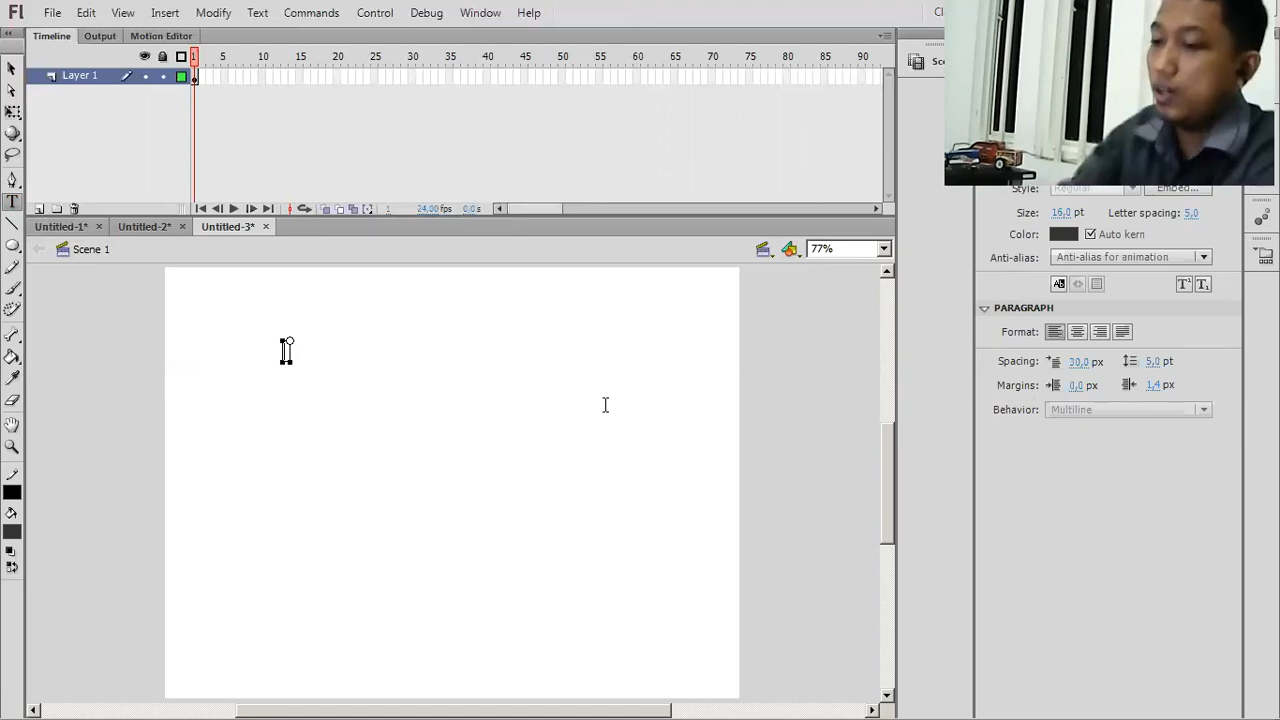 Fl File Edit View Insert Modify Text Commands Control Debug Window Help
Timeline Output Motion Editor
1 5 10 15 20 25 30 35 40 45 50 55 60 65 70 75 80 85 90
Layer 1
1 24,00 fps 0,0 s
Untitled-1* × Untitled-2* × Untitled-3* ×
Scene 1 77%
Style: Regular Embed...
Size: 16,0 pt Letter spacing: 5,0
Color: Auto kern
Anti-alias: Anti-alias for animation
PARAGRAPH
Format:
Spacing: 30,0 px 5,0 pt
Margins: 0,0 px 1,4 px
Behavior: Multiline